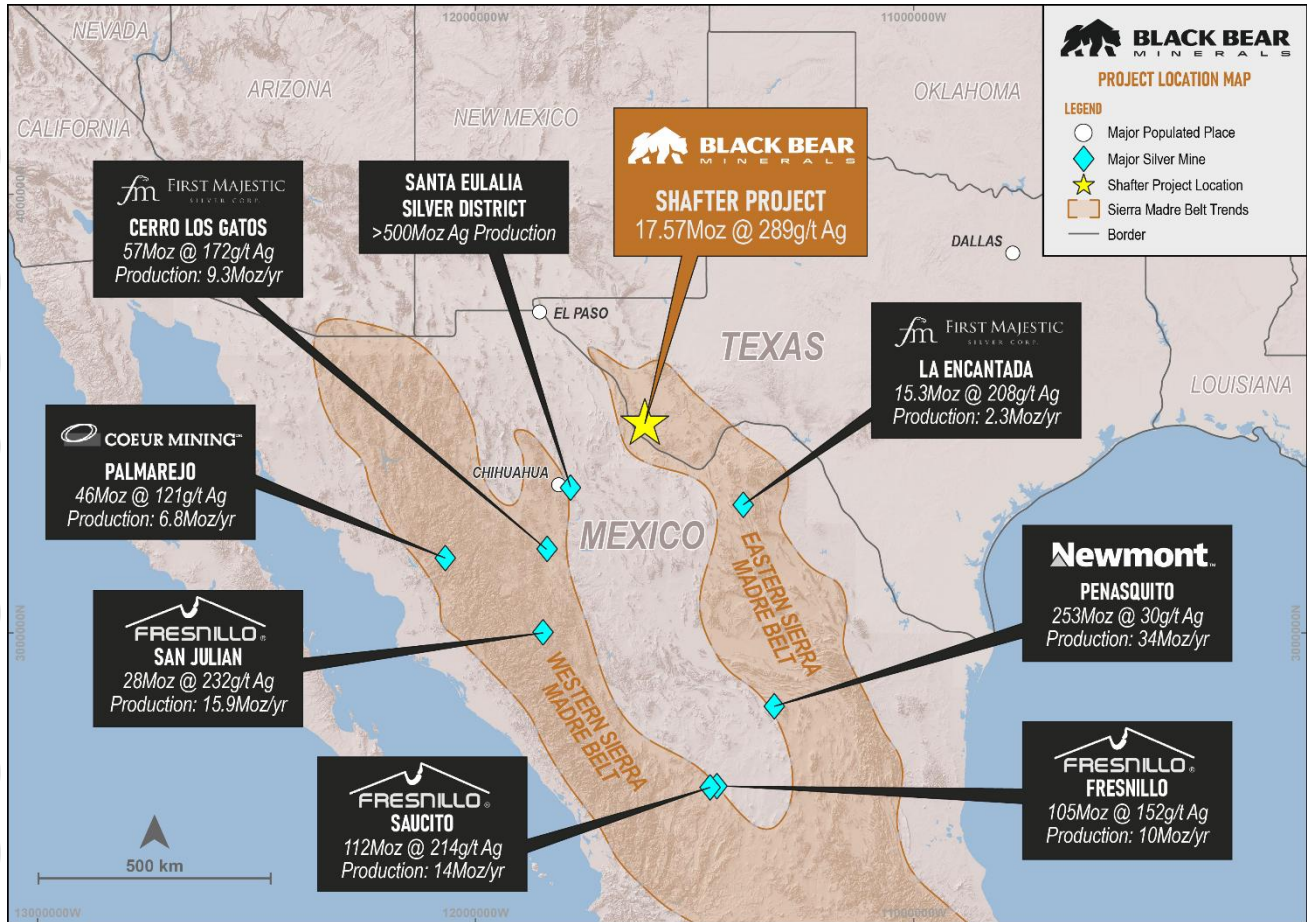 12000000W
11000000W
NEVADA
ARIZONA
CALIFORNIA
NEW MEXICO
OKLAHOMA
BLACK BEAR
MINERALS
PROJECT LOCATION MAP
LEGEND
Major Populated Place
Major Silver Mine
Shafter Project Location
Sierra Madre Belt Trends
Border
fm FIRST MAJESTIC
SILVER CORP.
CERRO LOS GATOS
57Moz @ 172g/t Ag
Production: 9.3Moz/yr
SANTA EULALIA
SILVER DISTRICT
>500Moz Ag Production
BLACK BEAR
MINERALS
SHAFTER PROJECT
17.57Moz @ 289g/t Ag
4000000N
DALLAS
EL PASO
TEXAS
fm FIRST MAJESTIC
SILVER CORP.
LA ENCANTADA
15.3Moz @ 208g/t Ag
Production: 2.3Moz/yr
LOUISIANA
COEUR MINING
PALMAREJO
46Moz @ 121g/t Ag
Production: 6.8Moz/yr
CHIHUAHUA
MEXICO
EASTERN SIERRA
MADRE BELT
Newmont™
PENASQUITO
253Moz @ 30g/t Ag
Production: 34Moz/yr
3000000N
3000000N
FRESNILLO®
SAN JULIAN
28Moz @ 232g/t Ag
Production: 15.9Moz/yr
WESTERN SIERRA
MADRE BELT
FRESNILLO®
SAUCITO
112Moz @ 214g/t Ag
Production: 14Moz/yr
FRESNILLO®
FRESNILLO
105Moz @ 152g/t Ag
Production: 10Moz/yr
500 km
13000000W
12000000W
11000000W